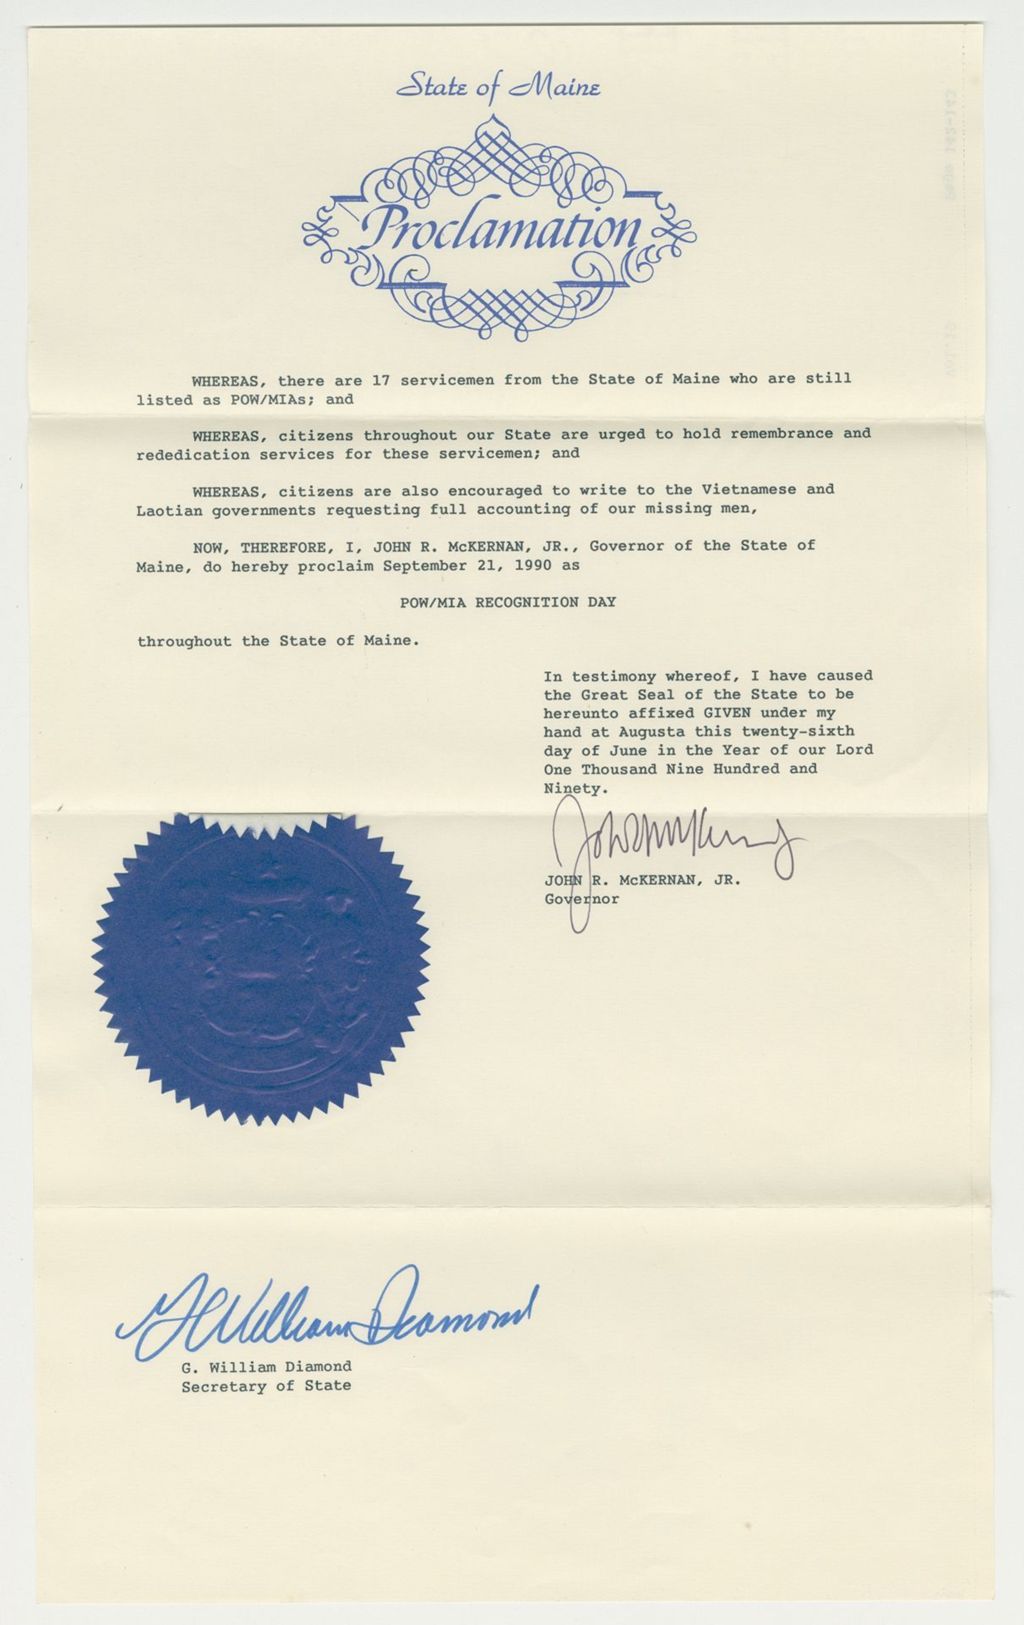 State of Maine
Proclamation
WHEREAS, there are 17 servicemen from the State of Maine who are still
listed as POW/MIAs; and
WHEREAS, citizens throughout our State are urged to hold remembrance and
rededication services for these servicemen; and
WHEREAS, citizens are also encouraged to write to the Vietnamese and
Laotian governments requesting full accounting of our missing men,
NOW, THEREFORE, I, JOHN R. McKERNAN, JR., Governor of the State of
Maine, do hereby proclaim September 21, 1990 as
POW/MIA RECOGNITION DAY
throughout the State of Maine.
In testimony whereof, I have caused
the Great Seal of the State to be
hereunto affixed GIVEN under my
hand at Augusta this twenty-sixth
day of June in the Year of our Lord
One Thousand Nine Hundred and
Ninety.
JOHN R. McKERNAN, JR.
Governor
G William Diamond
G. William Diamond
Secretary of State